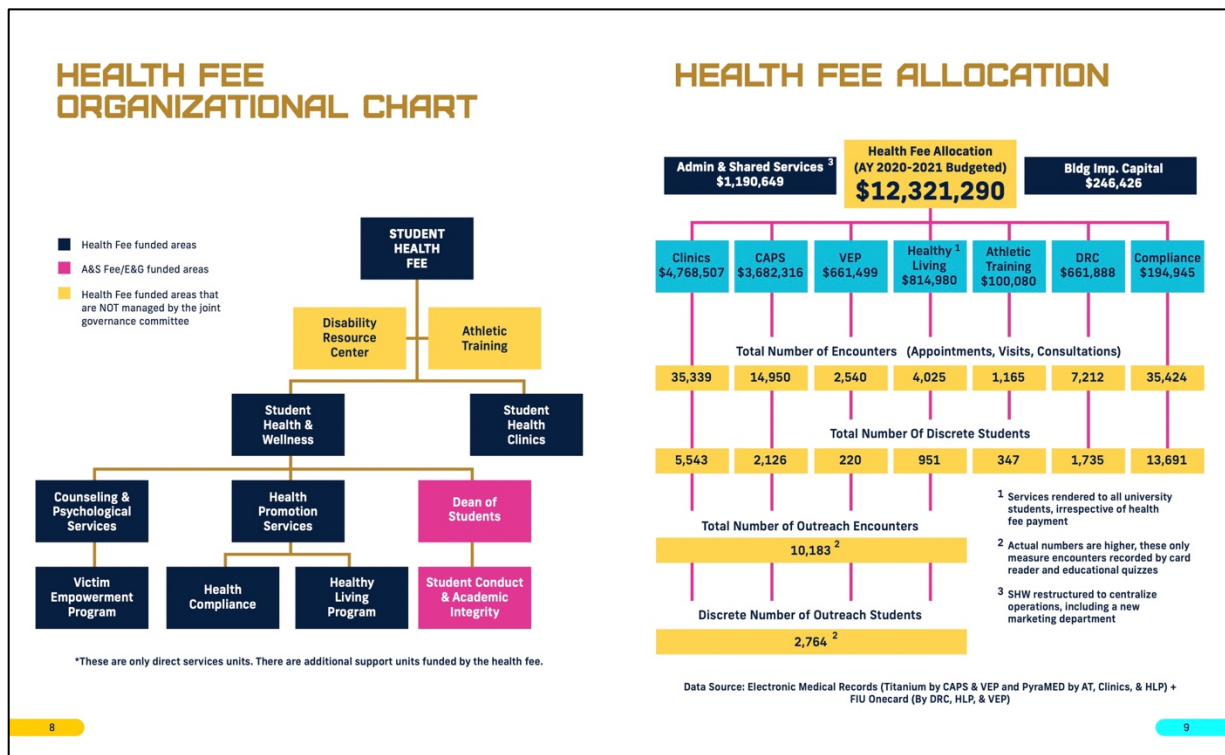 HEALTH FEE
ORGANIZATIONAL CHART
Health Fee funded areas
A&S Fee/E&G funded areas
Health Fee funded areas that
are NOT managed by the joint
governance committee
STUDENT
HEALTH
FEE
Disability
Resource
Center
Athletic
Training
Student
Health &
Wellness
Student
Health
Clinics
Counseling &
Psychological
Services
Health
Promotion
Services
Dean of
Students
Victim
Empowerment
Program
Health
Compliance
Healthy
Living
Program
Student Conduct
& Academic
Integrity
*These are only direct services units. There are additional support units funded by the health fee.
8
HEALTH FEE ALLOCATION
Admin & Shared Services 3
$1,190,649
Health Fee Allocation
(AY 2020-2021 Budgeted)
$12,321,290
Bldg Imp. Capital
$246,426
Clinics
$4,768,507
CAPS
$3,682,316
VEP
$661,499
Healthy 1
Living
$814,980
Athletic
Training
$100,080
DRC
$661,888
Compliance
$194,945
Total Number of Encounters (Appointments, Visits, Consultations)
35,339 14,950 2,540 4,025 1,165 7,212 35,424
Total Number Of Discrete Students
5,543 2,126 220 951 347 1,735 13,691
Total Number of Outreach Encounters
10,183 2
Discrete Number of Outreach Students
2,764 2
1 Services rendered to all university
students, irrespective of health
fee payment
2 Actual numbers are higher, these only
measure encounters recorded by card
reader and educational quizzes
3 SHW restructured to centralize
operations, including a new
marketing department
Data Source: Electronic Medical Records (Titanium by CAPS & VEP and PyraMED by AT, Clinics, & HLP) +
FIU Onecard (By DRC, HLP, & VEP)
9